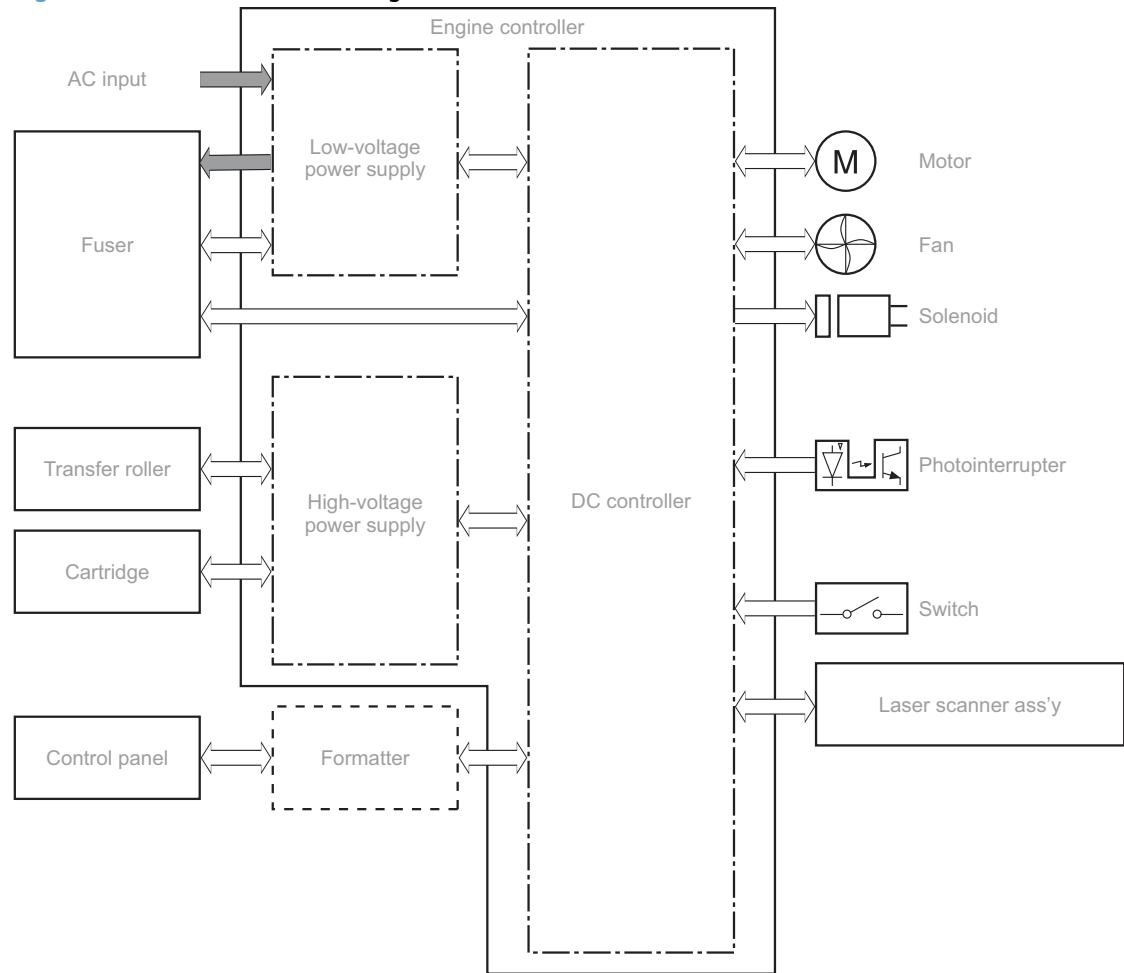 Engine controller
AC input
Low-voltage
power supply
Fuser
M
Motor
Fan
Solenoid
Transfer roller
High-voltage
power supply
DC controller
Photointerrupter
Cartridge
Switch
Laser scanner ass'y
Control panel
Formatter